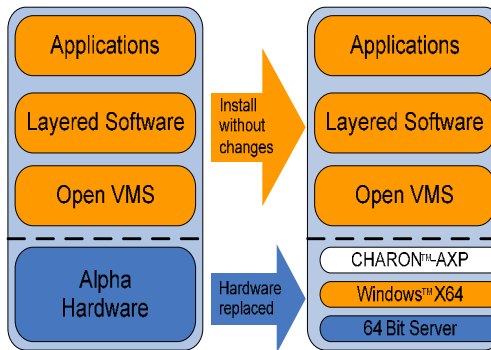 Applications
Layered Software
Open VMS
Alpha
Hardware
Install
without
changes
Hardware
replaced
Applications
Layered Software
Open VMS
CHARON™-AXP
Windows™ X64
64 Bit Server